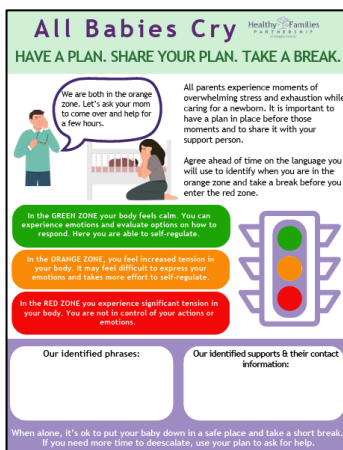 All Babies Cry
Healthy Families
PARTNERSHIP
HAVE A PLAN. SHARE YOUR PLAN. TAKE A BREAK.
We are both in the orange
zone. Let's ask your mom
to come over and help for
a few hours.
All parents experience moments of
overwhelming stress and exhaustion while
caring for a newborn. It is important to
have a plan in place before those
moments and to share it with your
support person.
Agree ahead of time on the language you
will use to identify when you are in the
orange zone and take a break before you
enter the red zone.
In the GREEN ZONE your body feels calm. You can
experience emotions and evaluate options on how to
respond. Here you are able to self-regulate.
In the ORANGE ZONE, you feel increased tension in
your body. It may feel difficult to express your
emotions and takes more effort to self-regulate.
In the RED ZONE you experience significant tension in
your body. You are not in control of your actions or
emotions.
Our identified phrases:
Our identified supports & their contact
information:
When alone, it's ok to put your baby down in a safe place and take a short break.
If you need more time to deescalate, use your plan to ask for help.